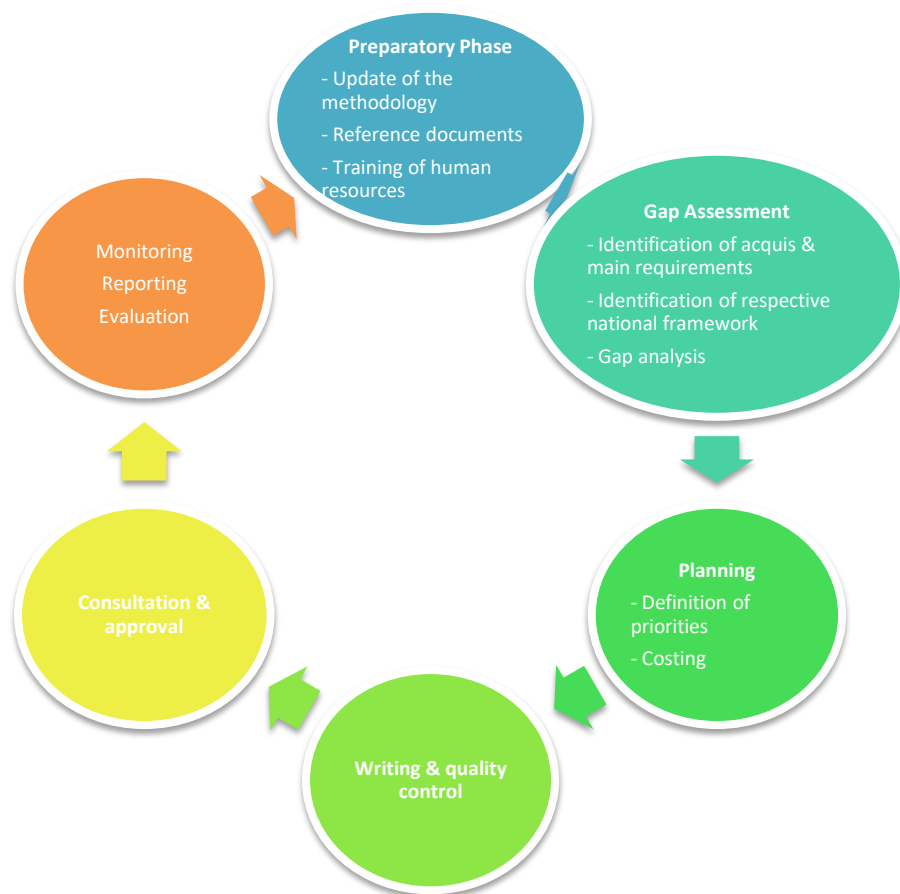 Preparatory Phase
- Update of the
methodology
- Reference documents
- Training of human
resources
Gap Assessment
- Identification of acquis &
main requirements
- Identification of respective
national framework
- Gap analysis
Planning
- Definition of
priorities
- Costing
Writing & quality
control
Consultation &
approval
Monitoring
Reporting
Evaluation